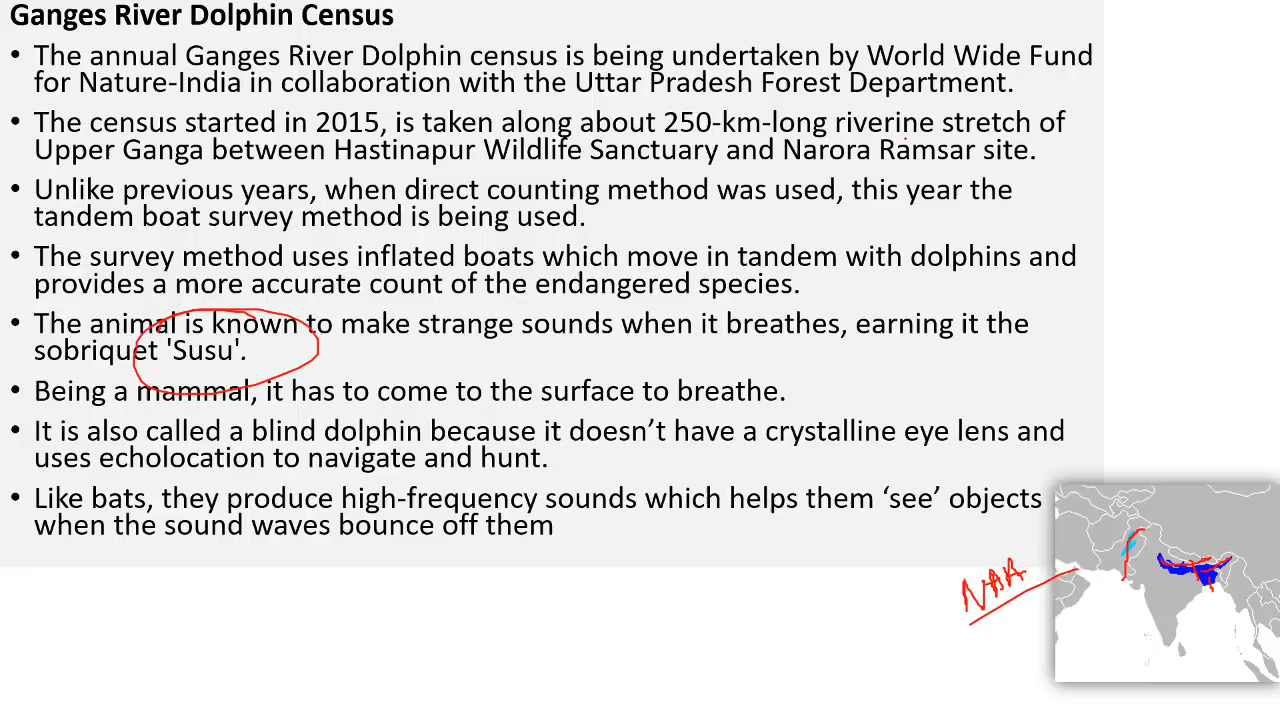 Ganges River Dolphin Census
• The annual Ganges River Dolphin census is being undertaken by World Wide Fund
for Nature-India in collaboration with the Uttar Pradesh Forest Department.
• The census started in 2015, is taken along about 250-km-long riverine stretch of
Upper Ganga between Hastinapur Wildlife Sanctuary and Narora Ramsar site.
• Unlike previous years, when direct counting method was used, this year the
tandem boat survey method is being used.
• The survey method uses inflated boats which move in tandem with dolphins and
provides a more accurate count of the endangered species.
• The animal is known to make strange sounds when it breathes, earning it the
sobriquet 'Susu'.
• Being a mammal, it has to come to the surface to breathe.
• It is also called a blind dolphin because it doesn’t have a crystalline eye lens and
uses echolocation to navigate and hunt.
• Like bats, they produce high-frequency sounds which helps them ‘see’ objects
when the sound waves bounce off them